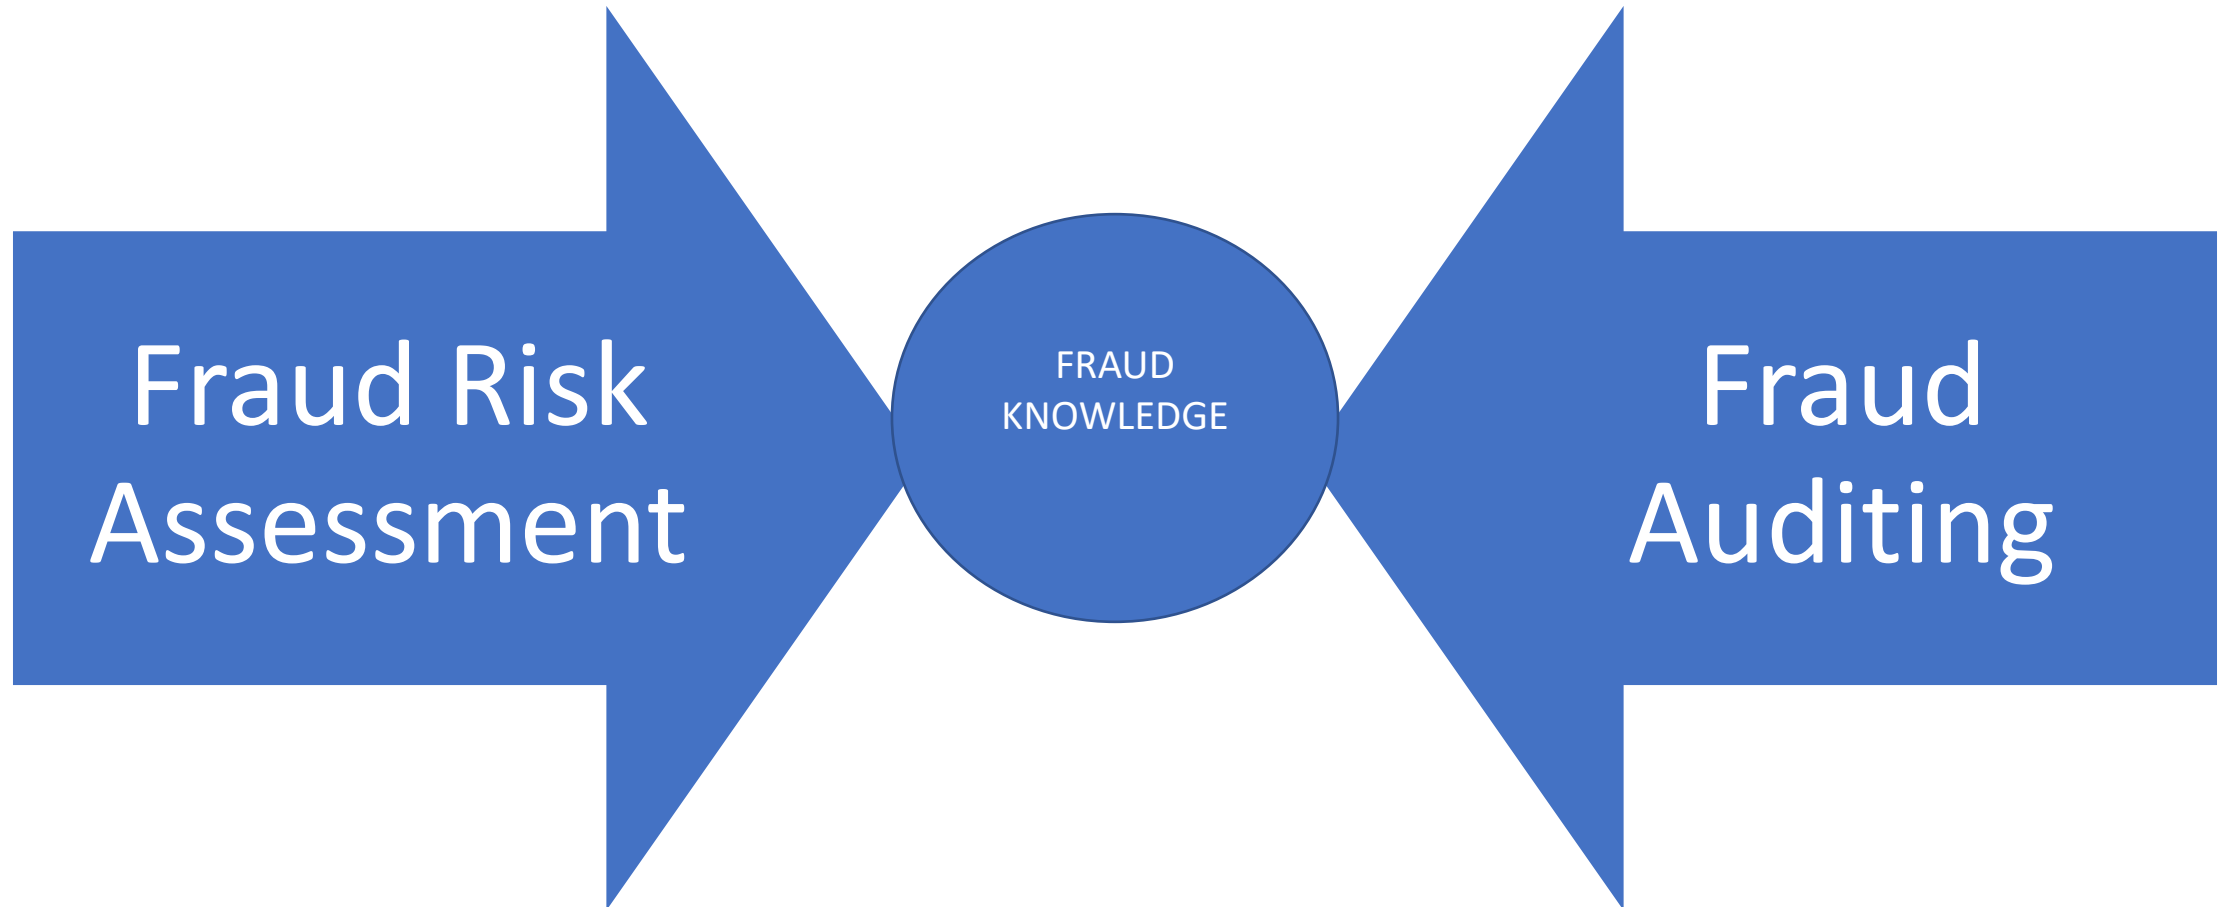 Fraud Risk
Assessment
FRAUD
KNOWLEDGE
Fraud
Auditing